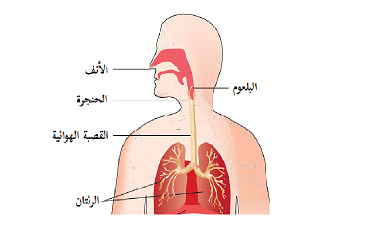 الأنف
البلعوم
الحنجرة
القصبة الهوائية
الرئتان